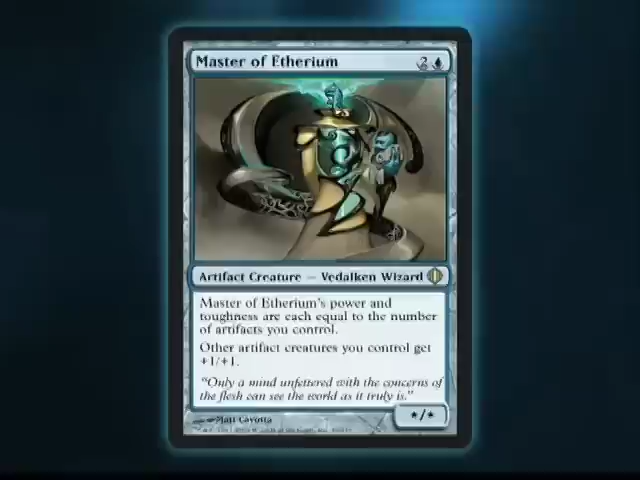 Master of Etherium 2
Artifact Creature — Vedalken Wizard
Master of Etherium's power and
toughness are each equal to the number
of artifacts you control.
Other artifact creatures you control get
+1/+1.
"Only a mind unfettered with the concerns of
the flesh can see the world as it truly is."
Matt Cavotta
*/*